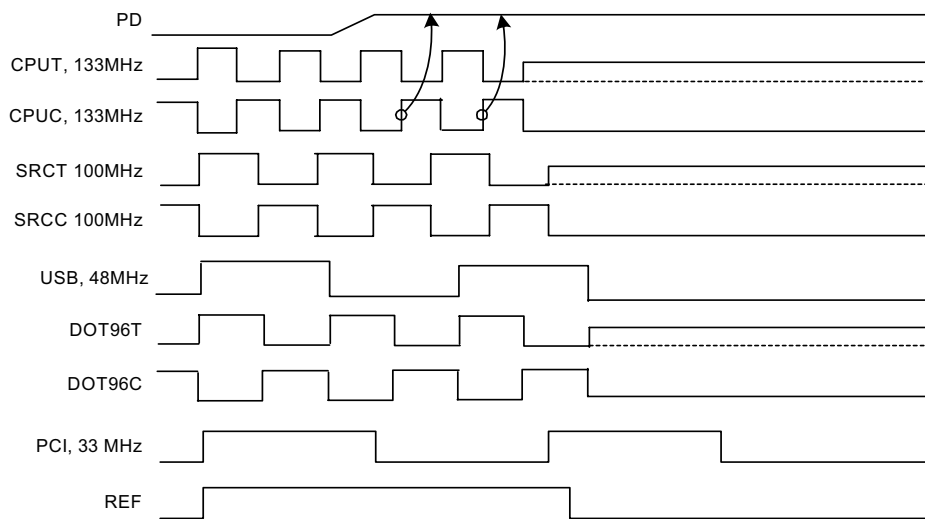 PD
CPUT, 133MHz
CPUC, 133MHz
SRCT 100MHz
SRCC 100MHz
USB, 48MHz
DOT96T
DOT96C
PCI, 33 MHz
REF